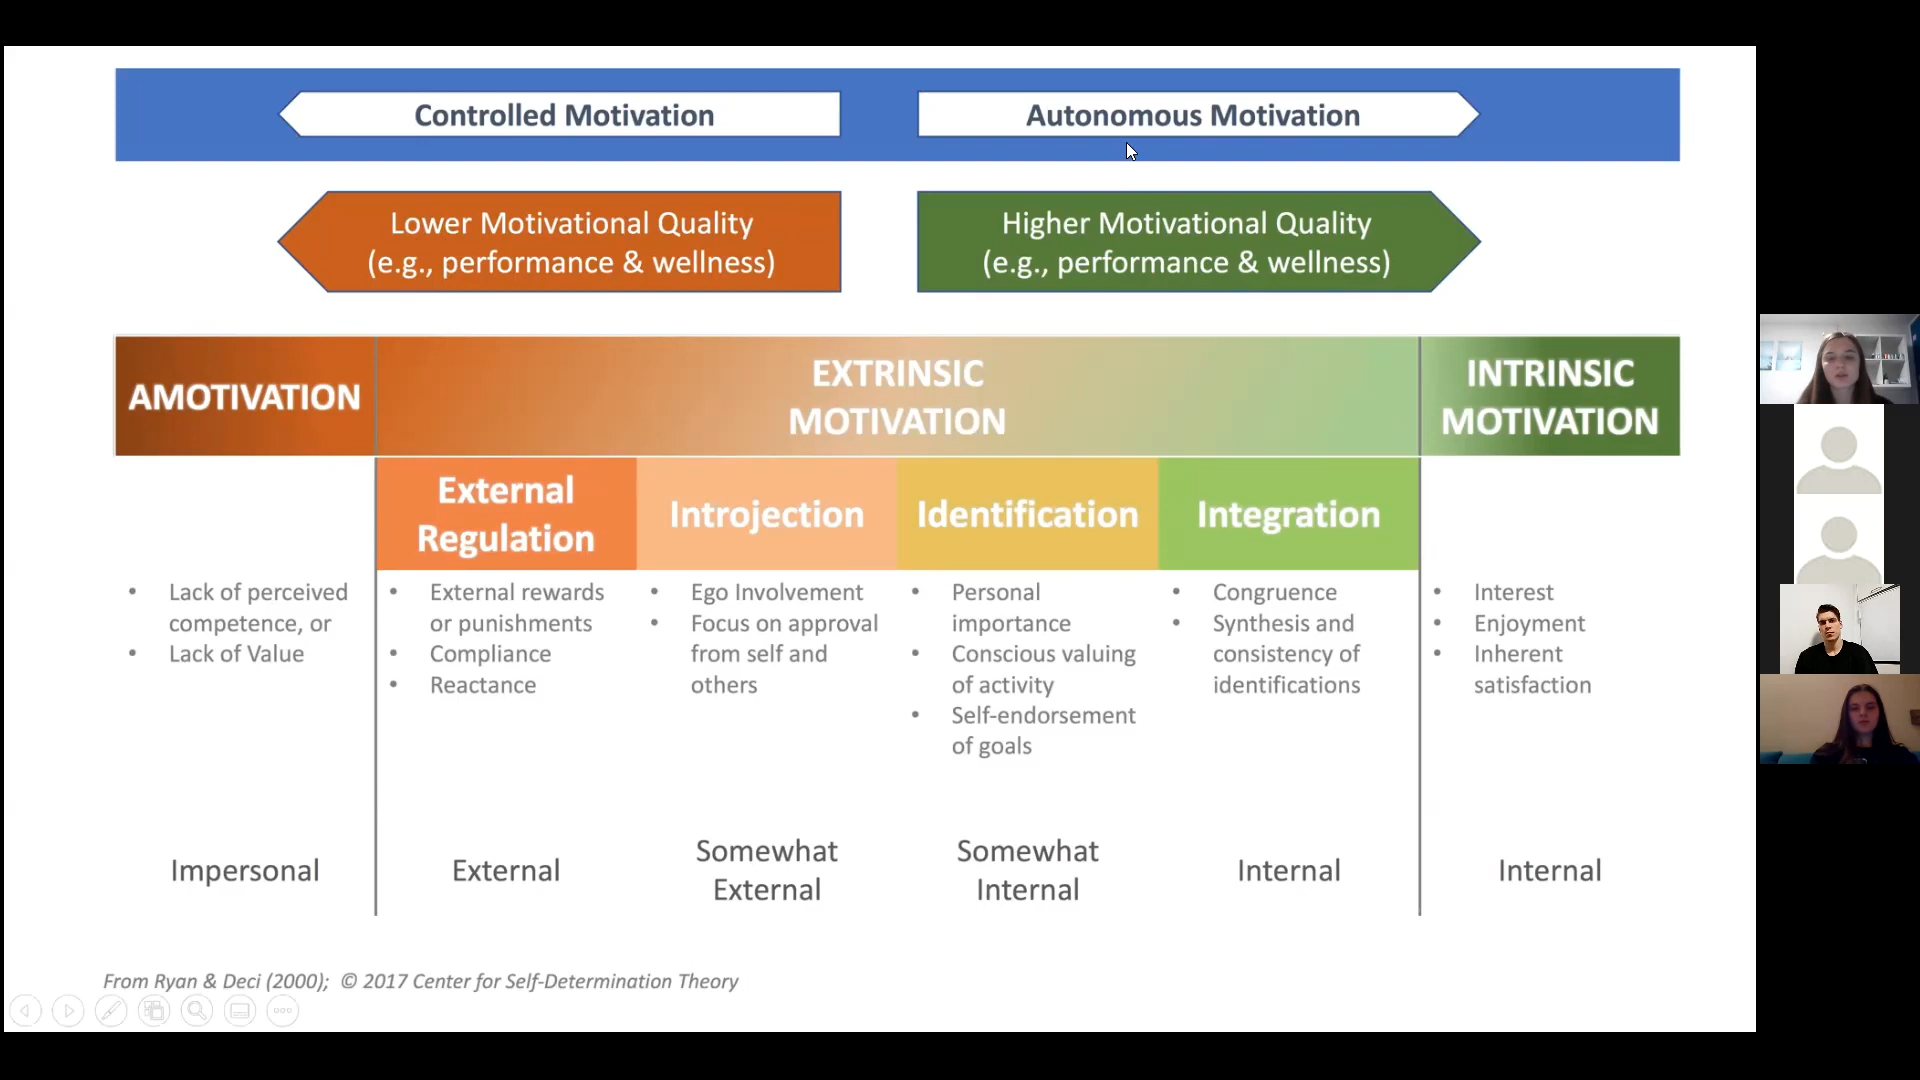 Controlled Motivation
Autonomous Motivation
Lower Motivational Quality
(e.g., performance & wellness)
Higher Motivational Quality
(e.g., performance & wellness)
AMOTIVATION
EXTRINSIC
MOTIVATION
INTRINSIC
MOTIVATION
External
Regulation
Introjection
Identification
Integration
• Lack of perceived
competence, or
• Lack of Value
• External rewards
or punishments
• Compliance
• Reactance
• Ego Involvement
• Focus on approval
from self and
others
• Personal
importance
• Conscious valuing
of activity
• Self-endorsement
of goals
• Congruence
• Synthesis and
consistency of
identifications
• Interest
• Enjoyment
• Inherent
satisfaction
Impersonal
External
Somewhat
External
Somewhat
Internal
Internal
Internal
From Ryan & Deci (2000); © 2017 Center for Self-Determination Theory